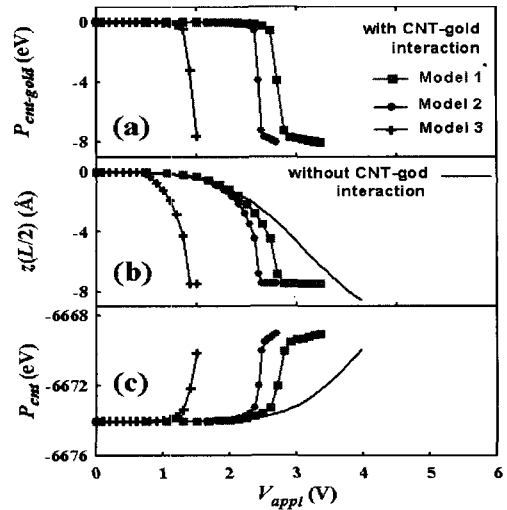 0
-4
-8
P_cnt-gold (eV)
(a)
with CNT-gold
interaction
Model 1
Model 2
Model 3
0
-4
-8
z(L/2) (Å)
(b)
without CNT-god
interaction
-6668
-6672
-6676
P_cnt (eV)
(c)
0 1 2 3 4 5 6
V_appl (V)